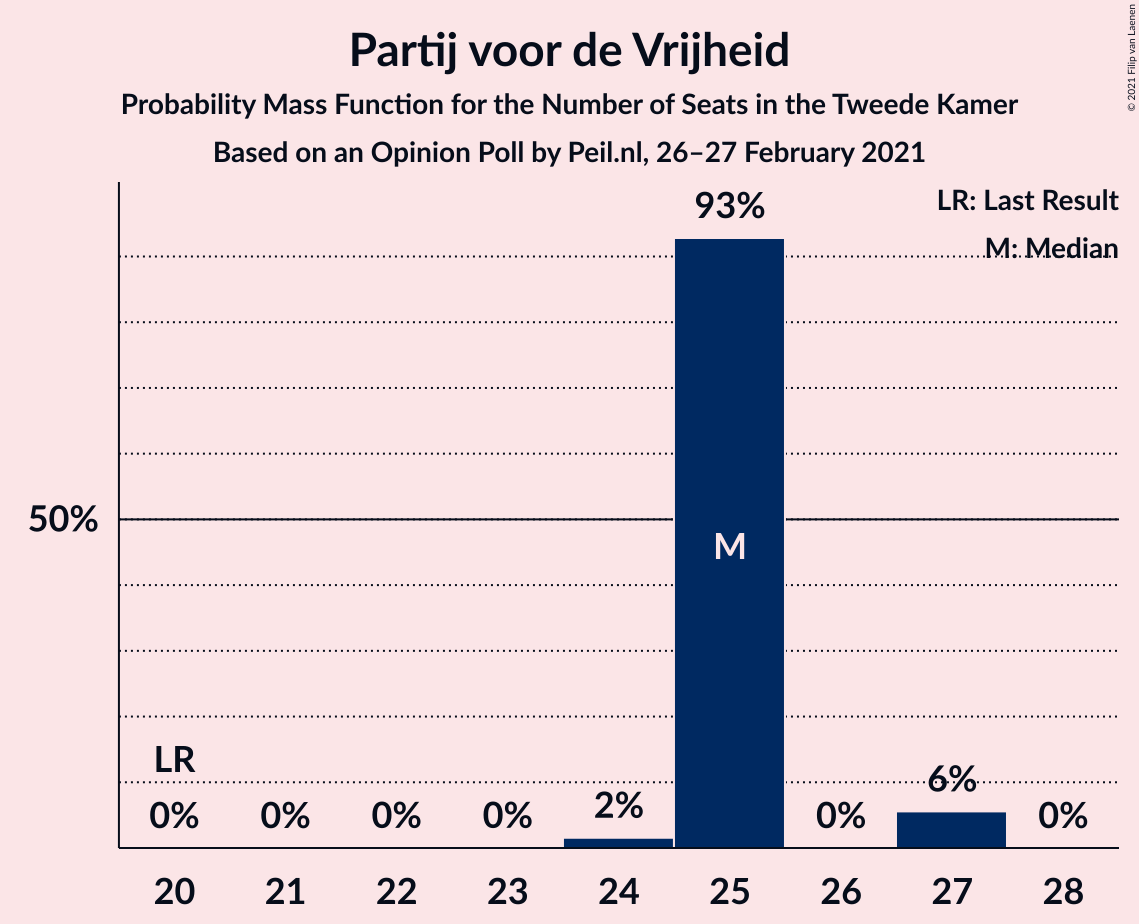 Partij voor de Vrijheid
Probability Mass Function for the Number of Seats in the Tweede Kamer
Based on an Opinion Poll by Peil.nl, 26–27 February 2021
© 2021 Filip van Laenen
LR: Last Result
M: Median
93%
50%
M
LR
0%
0%
0%
0%
2%
0%
6%
0%
20 21 22 23 24 25 26 27 28